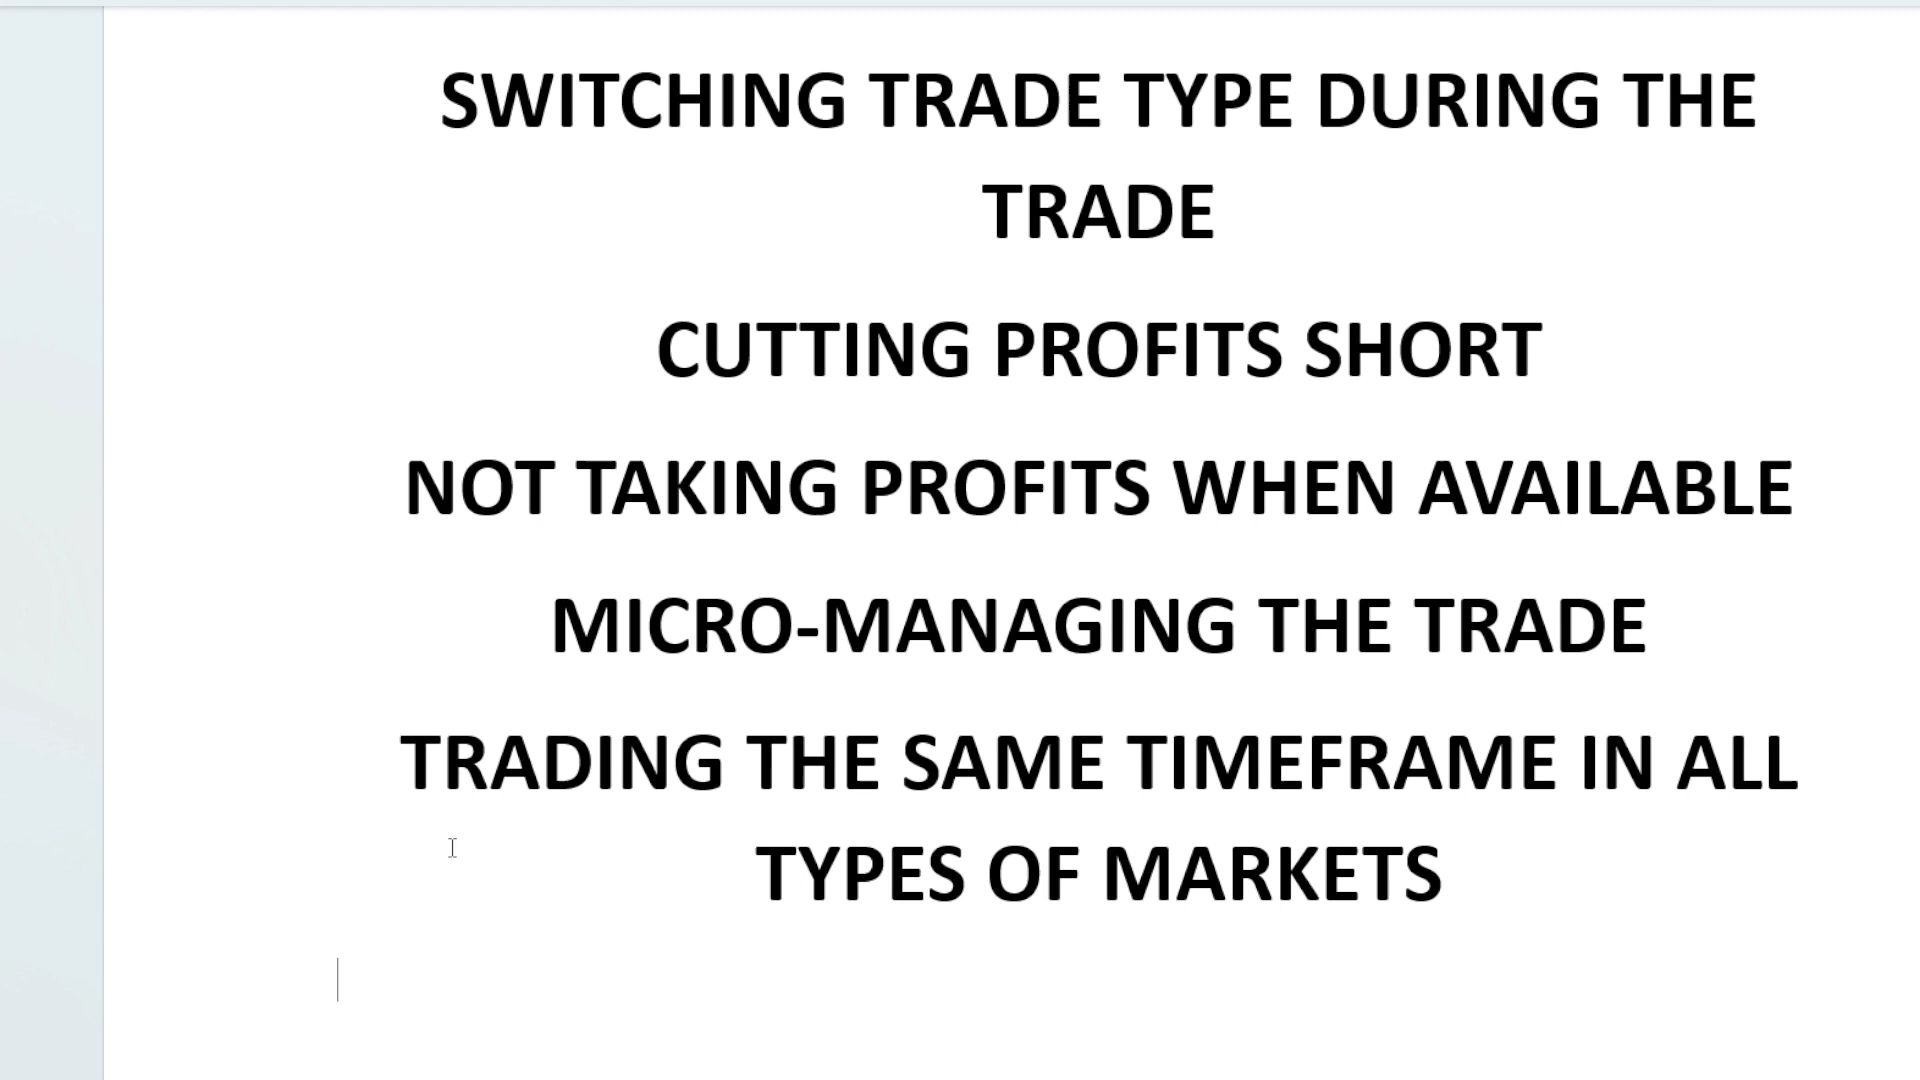 SWITCHING TRADE TYPE DURING THE
TRADE
CUTTING PROFITS SHORT
NOT TAKING PROFITS WHEN AVAILABLE
MICRO-MANAGING THE TRADE
TRADING THE SAME TIMEFRAME IN ALL
TYPES OF MARKETS